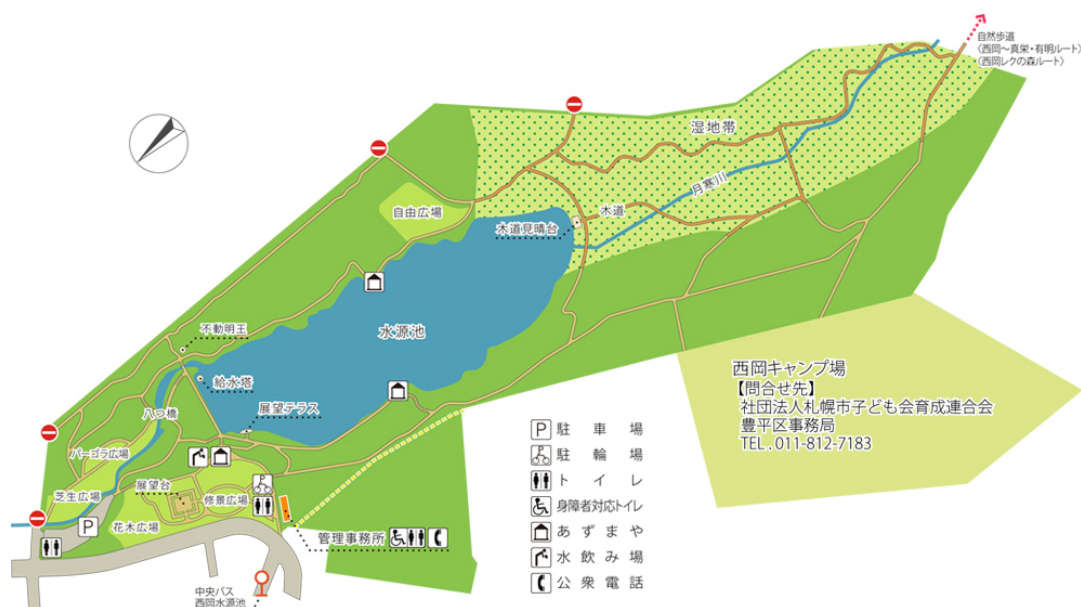 自然歩道
〈西岡～真栄・有明ルート〉
〈西岡レクの森ルート〉
湿地帯
月寒川
自由広場
木道
木道見晴台
水源池
不動明王
給水塔
展望テラス
八つ橋
パーゴラ広場
展望台
修景広場
芝生広場
花木広場
P
P
管理事務所
中央バス
西岡水源池
西岡キャンプ場
【問合せ先】
社団法人札幌市子ども会育成連合会
豊平区事務局
TEL.011-812-7183
P 駐車場
P 駐輪場
トイレ
身障者対応トイレ
あずまや
水飲み場
公衆電話